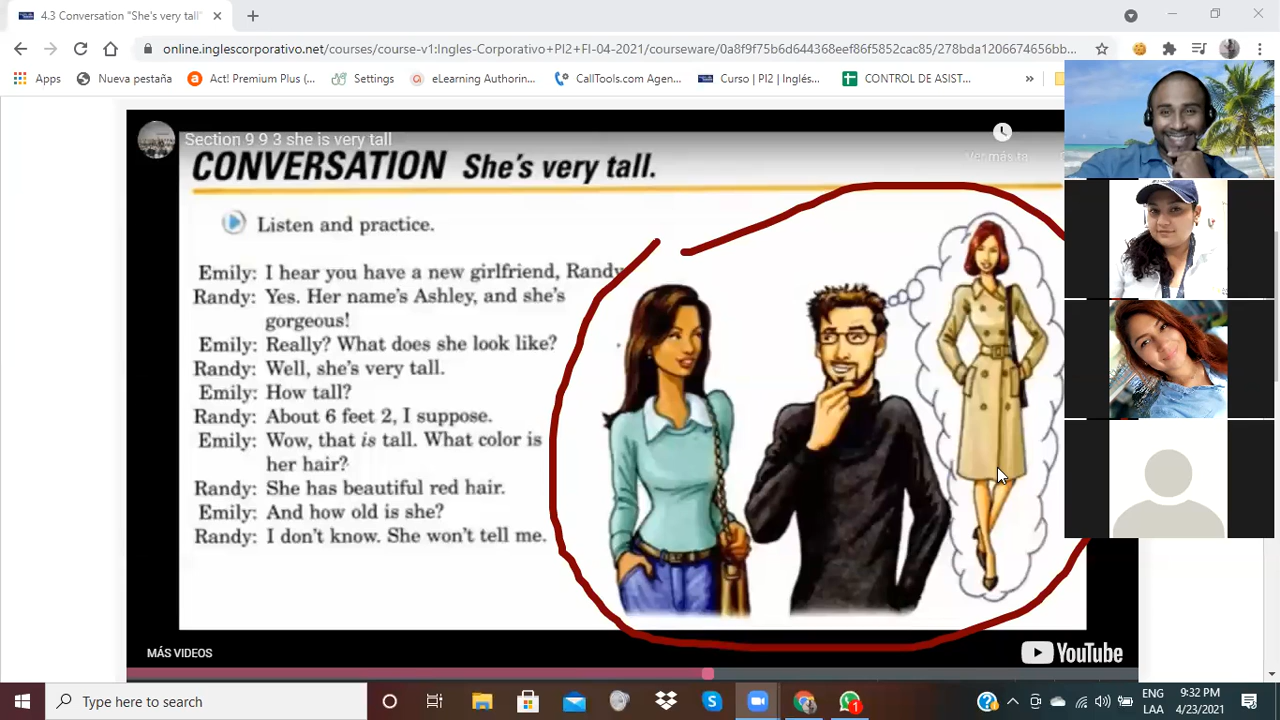 4.3 Conversation "She's very tall"
online.inglescorporativo.net/courses/course-v1:Ingles-Corporativo+PI2+FI-04-2021/courseware/0a8f9f75b6d644368eef86f5852cac85/278bda1206674656bb...
Apps Nueva pestaña Act! Premium Plus (... Settings eLearning Authorin... CallTools.com Agen... Curso | PI2 | Inglés... CONTROL DE ASIST... »
Section 9 9 3 she is very tall
Ver más ta
CONVERSATION She's very tall.
Listen and practice.
Emily: I hear you have a new girlfriend, Randy
Randy: Yes. Her name's Ashley, and she's
gorgeous!
Emily: Really? What does she look like?
Randy: Well, she's very tall.
Emily: How tall?
Randy: About 6 feet 2, I suppose.
Emily: Wow, that is tall. What color is
her hair?
Randy: She has beautiful red hair.
Emily: And how old is she?
Randy: I don't know. She won't tell me.
MÁS VIDEOS
YouTube
Type here to search
1
ENG 9:32 PM
LAA 4/23/2021